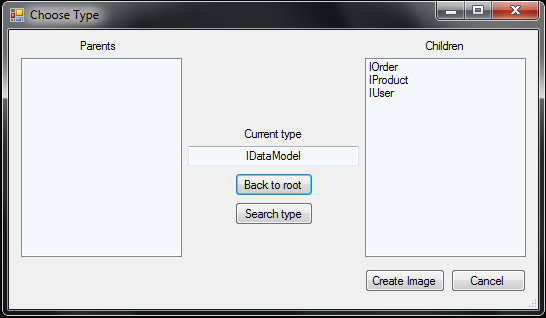 Choose Type
Parents
Children
IOrder
IProduct
IUser
Current type
IDataModel
Back to root
Search type
Create Image
Cancel